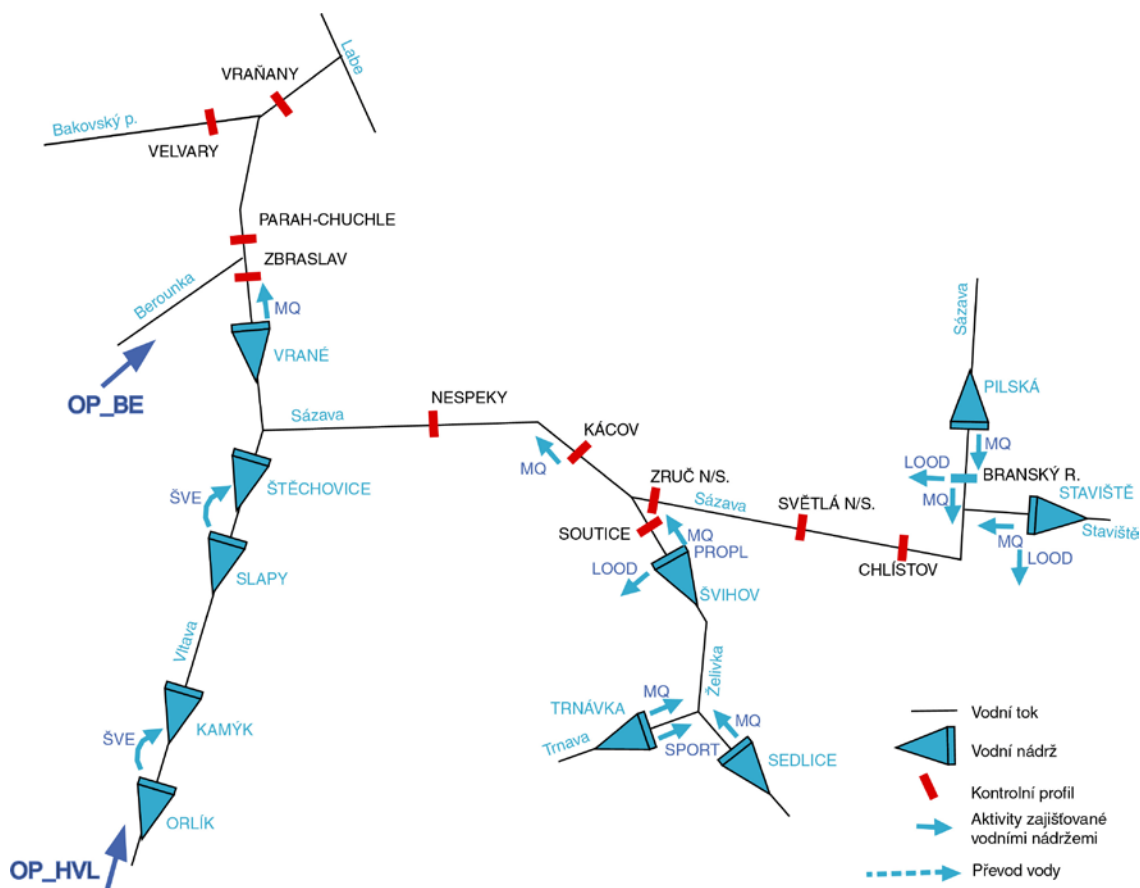 Labe
VRAŇANY
Bakovský p.
VELVARY
PARAH-CHUCHLE
ZBRASLAV
Berounka
MQ
VRANÉ
OP_BE
Sázava
NESPEKY
KÁCOV
MQ
ŠVE
ŠTĚCHOVICE
SLAPY
Vltava
ŠVE
KAMÝK
ORLÍK
OP_HVL
ZRUČ N/S.
Sázava
SVĚTLÁ N/S.
CHLÍSTOV
SOUTICE
MQ
PROPL
LOOD
ŠVIHOV
Želivka
TRNÁVKA
MQ
Trnava
SPORT
MQ
SEDLICE
Sázava
PILSKÁ
MQ
LOOD
BRANSKÝ R.
MQ
STAVIŠTĚ
MQ
Staviště
LOOD
Vodní tok
Vodní nádrž
Kontrolní profil
Aktivity zajišťované
vodními nádržemi
Převod vody